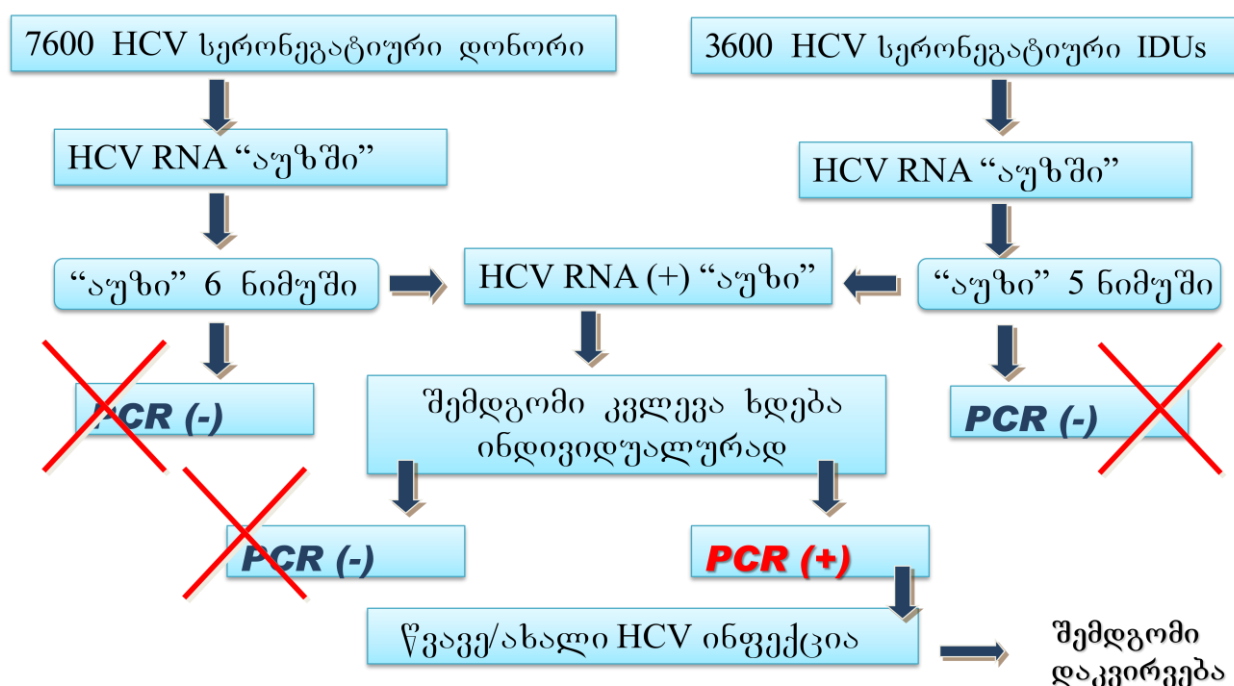 7600 HCV სერონეგატიური დონორი
3600 HCV სერონეგატიური IDUs
HCV RNA “აუზში”
HCV RNA “აუზში”
“აუზი” 6 ნიმუში
HCV RNA (+) “აუზი”
“აუზი” 5 ნიმუში
PCR (-)
შემდგომი კვლევა ხდება
ინდივიდუალურად
PCR (-)
PCR (-)
PCR (+)
წვავე/ახალი HCV ინფექცია
შემდგომი
დაკვირვება